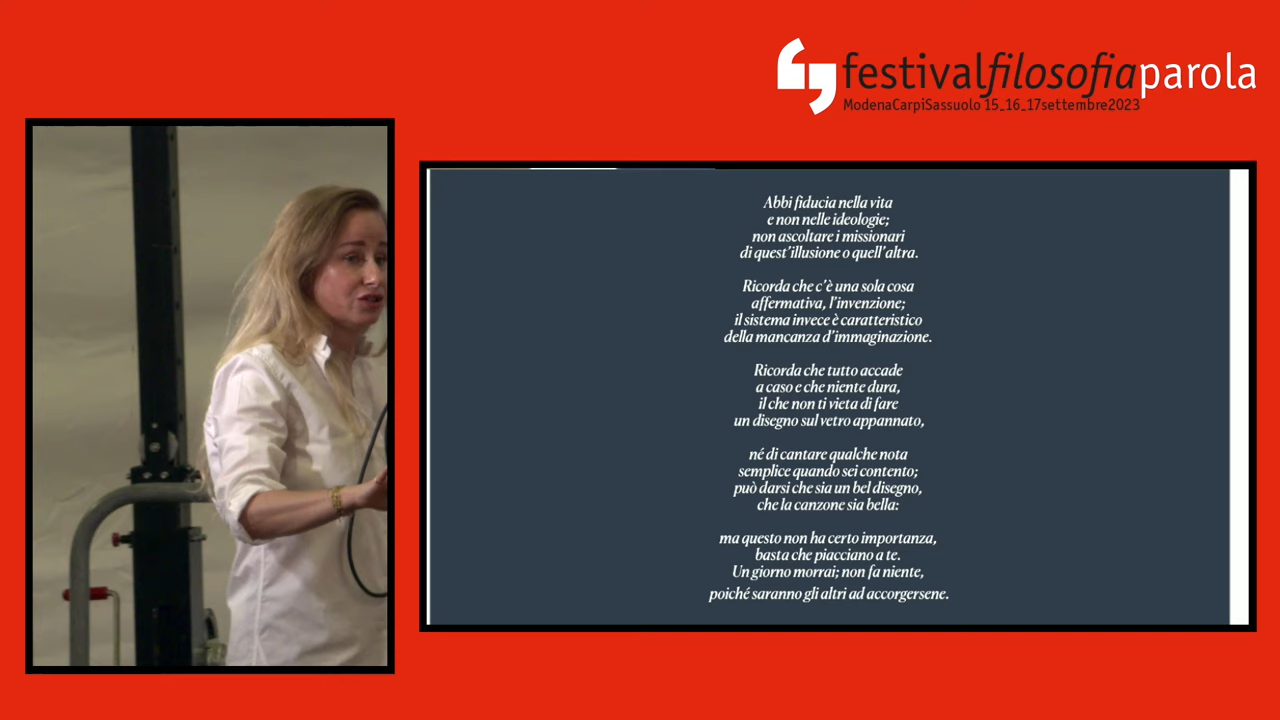 festivalfilosofiaparola
ModenaCarpiSassuolo 15_16_17settembre2023
Abbi fiducia nella vita
e non nelle ideologie;
non ascoltare i missionari
di quest'illusione o quell'altra.
Ricorda che c'è una sola cosa
affermativa, l'invenzione;
il sistema invece è caratteristico
della mancanza d'immaginazione.
Ricorda che tutto accade
a caso e che niente dura,
il che non ti vieta di fare
un disegno sul vetro appannato,
né di cantare qualche nota
semplice quando sei contento;
può darsi che sia un bel disegno,
che la canzone sia bella:
ma questo non ha certo importanza,
basta che piacciano a te.
Un giorno morrai; non fa niente,
poiché saranno gli altri ad accorgersene.